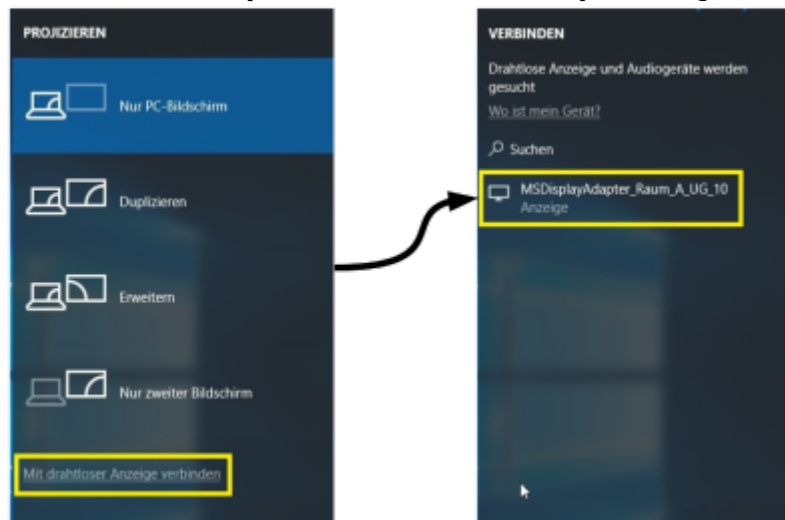 PROJIZIEREN
Nur PC-Bildschirm
Duplizieren
Erweitern
Nur zweiter Bildschirm
Mit drahtloser Anzeige verbinden
VERBINDEN
Drahtlose Anzeige und Audiogeräte werden
gesucht
Wo ist mein Gerät?
Suchen
MSDisplayAdapter_Raum_A_UG_10
Anzeige